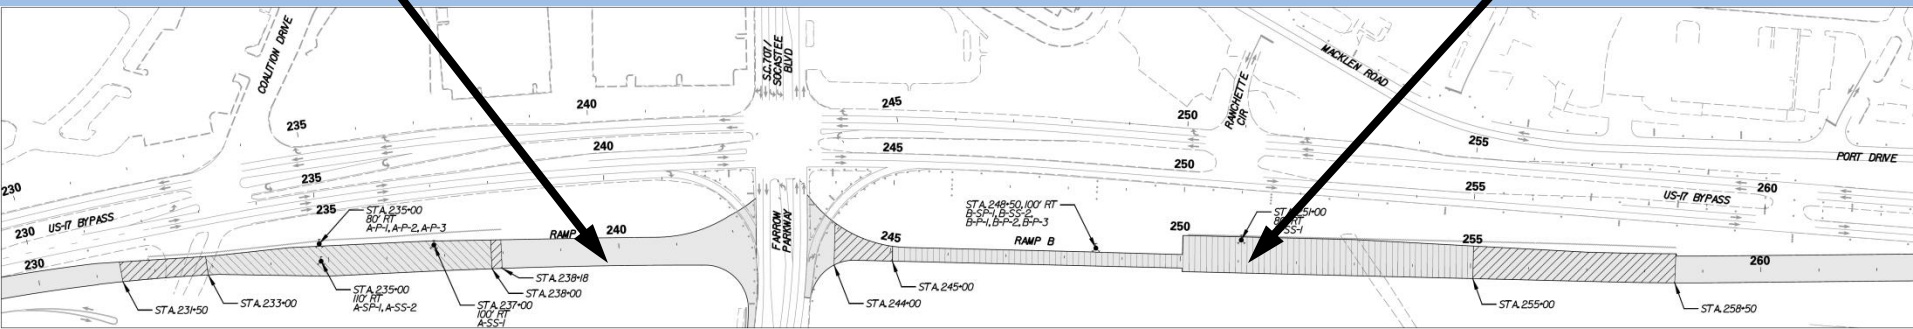 COALITION DRIVE
S.C.707/
SOCASTEE
BLVD
MACKLEN ROAD
RANCHETTE
CIR
235
240
245
250
255
PORT DRIVE
230
235
240
245
250
255
260
US-17 BYPASS
US-17 BYPASS
230
235
STA.235+00
80' RT
A-P-1, A-P-2, A-P-3
RAMP
240
FARROW
PARKWAY
245
STA.248+50,100' RT
B-SP-1, B-SS-2,
B-P-1, B-P-2, B-P-3
RAMP B
250
255
260
230
STA.231+50
STA.233+00
STA.235+00
110' RT
A-SP-1, A-SS-2
STA.237+00
100' RT
A-SS-1
STA.238+00
STA.238+18
STA.244+00
STA.245+00
STA.255+00
STA.258+50